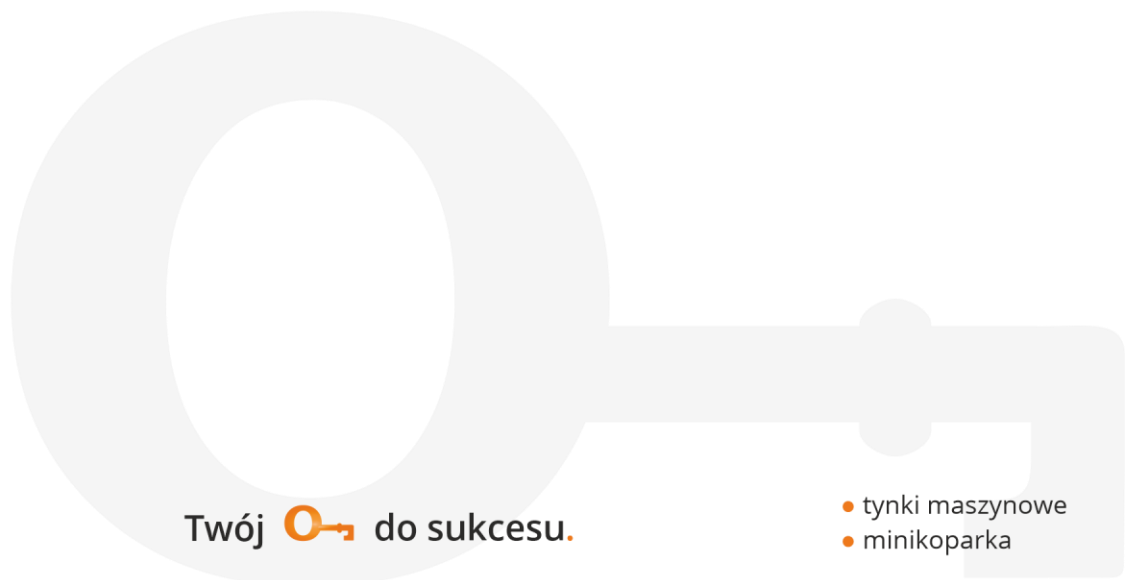 Twój do sukcesu.
• tynki maszynowe
• minikoparka